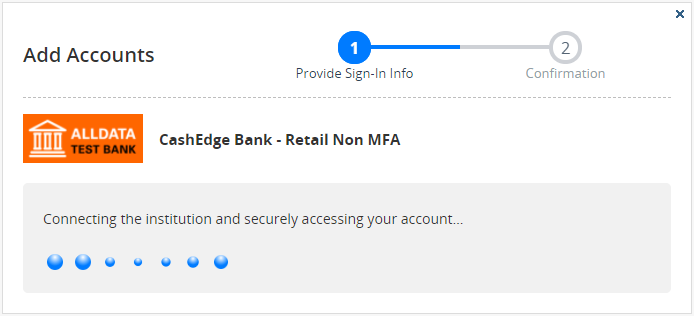 Add Accounts
1
2
Provide Sign-In Info
Confirmation
ALLDATA
TEST BANK
CashEdge Bank - Retail Non MFA
Connecting the institution and securely accessing your account...